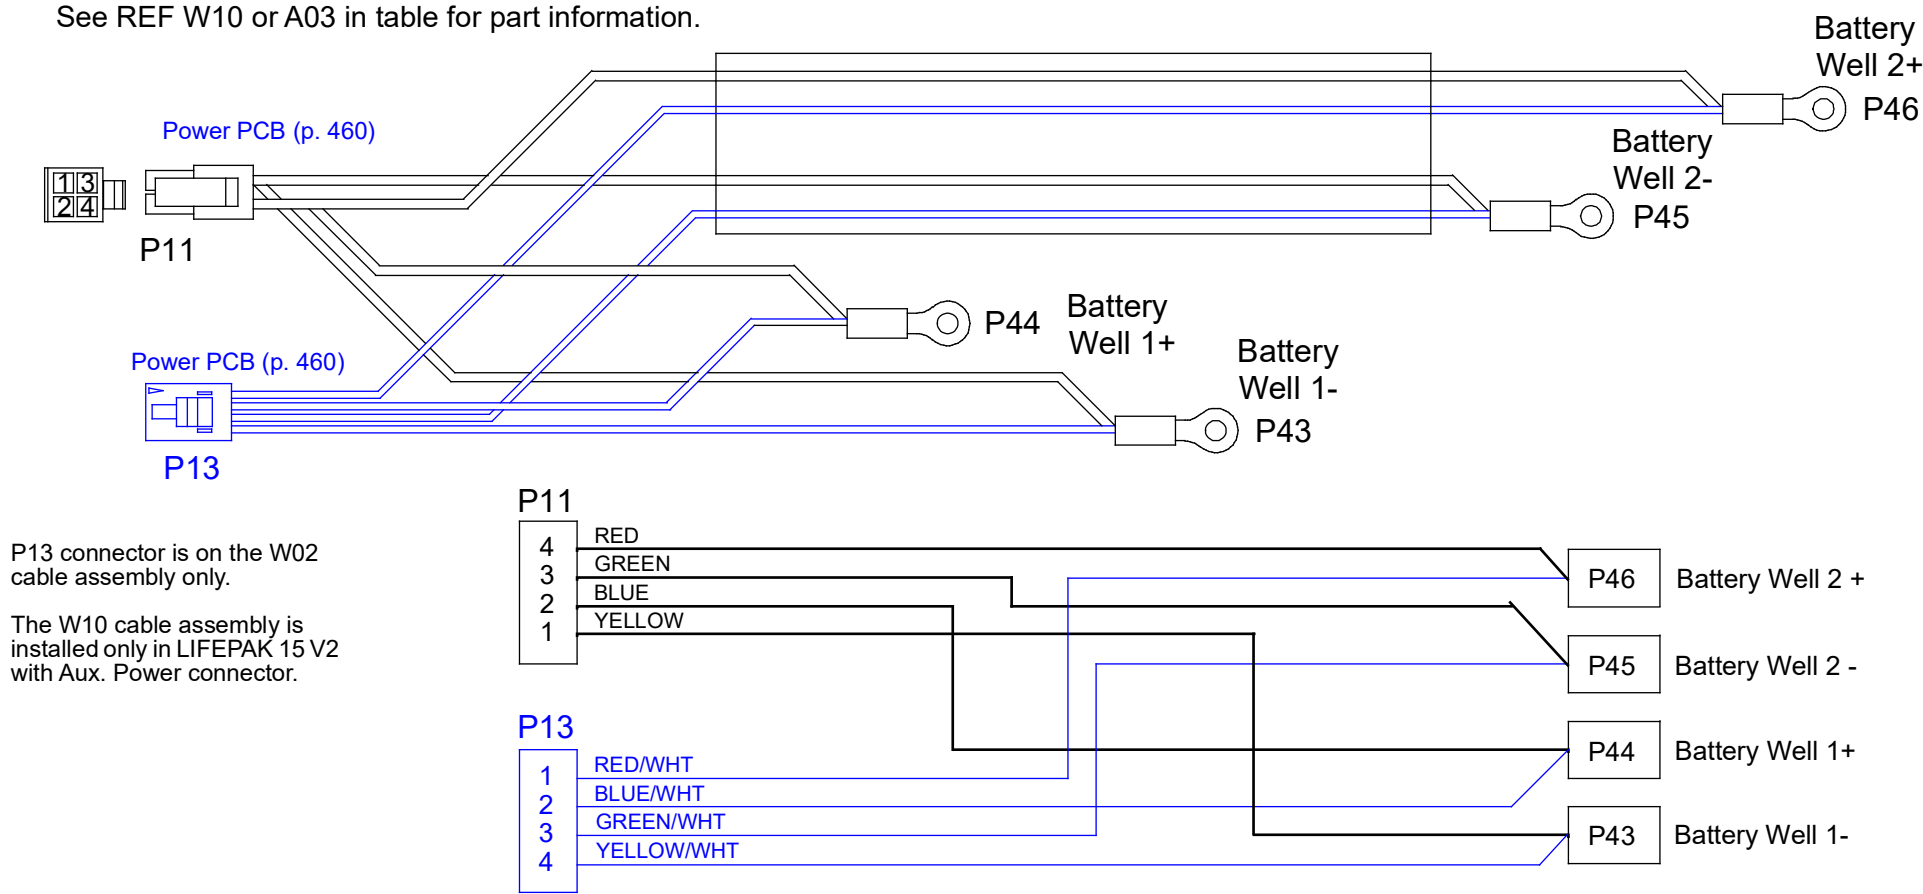 See REF W10 or A03 in table for part information.
Battery
Well 2+
P46
Power PCB (p. 460)
Battery
Well 2-
P45
1 3
2 4
P11
Battery
Well 1+
P44
Battery
Well 1-
P43
Power PCB (p. 460)
P13
P13 connector is on the W02
cable assembly only.
The W10 cable assembly is
installed only in LIFEPAK 15 V2
with Aux. Power connector.
P11
4 RED
3 GREEN
2 BLUE
1 YELLOW
P13
1 RED/WHT
2 BLUE/WHT
3 GREEN/WHT
4 YELLOW/WHT
P46 Battery Well 2 +
P45 Battery Well 2 -
P44 Battery Well 1+
P43 Battery Well 1-